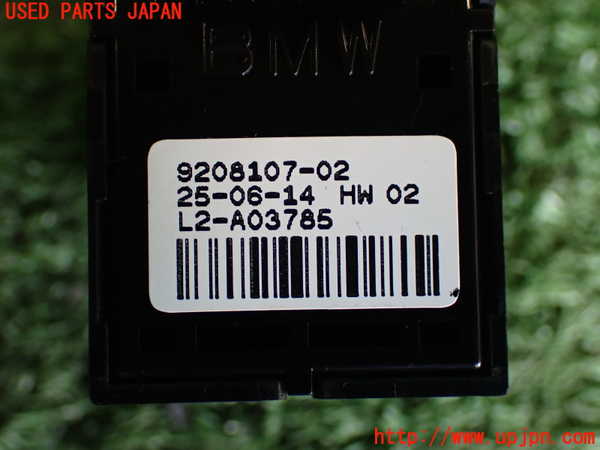 USED PARTS JAPAN
BMW
9208107-02
25-06-14 HW 02
L2-A03785
http://www.upjpn.com